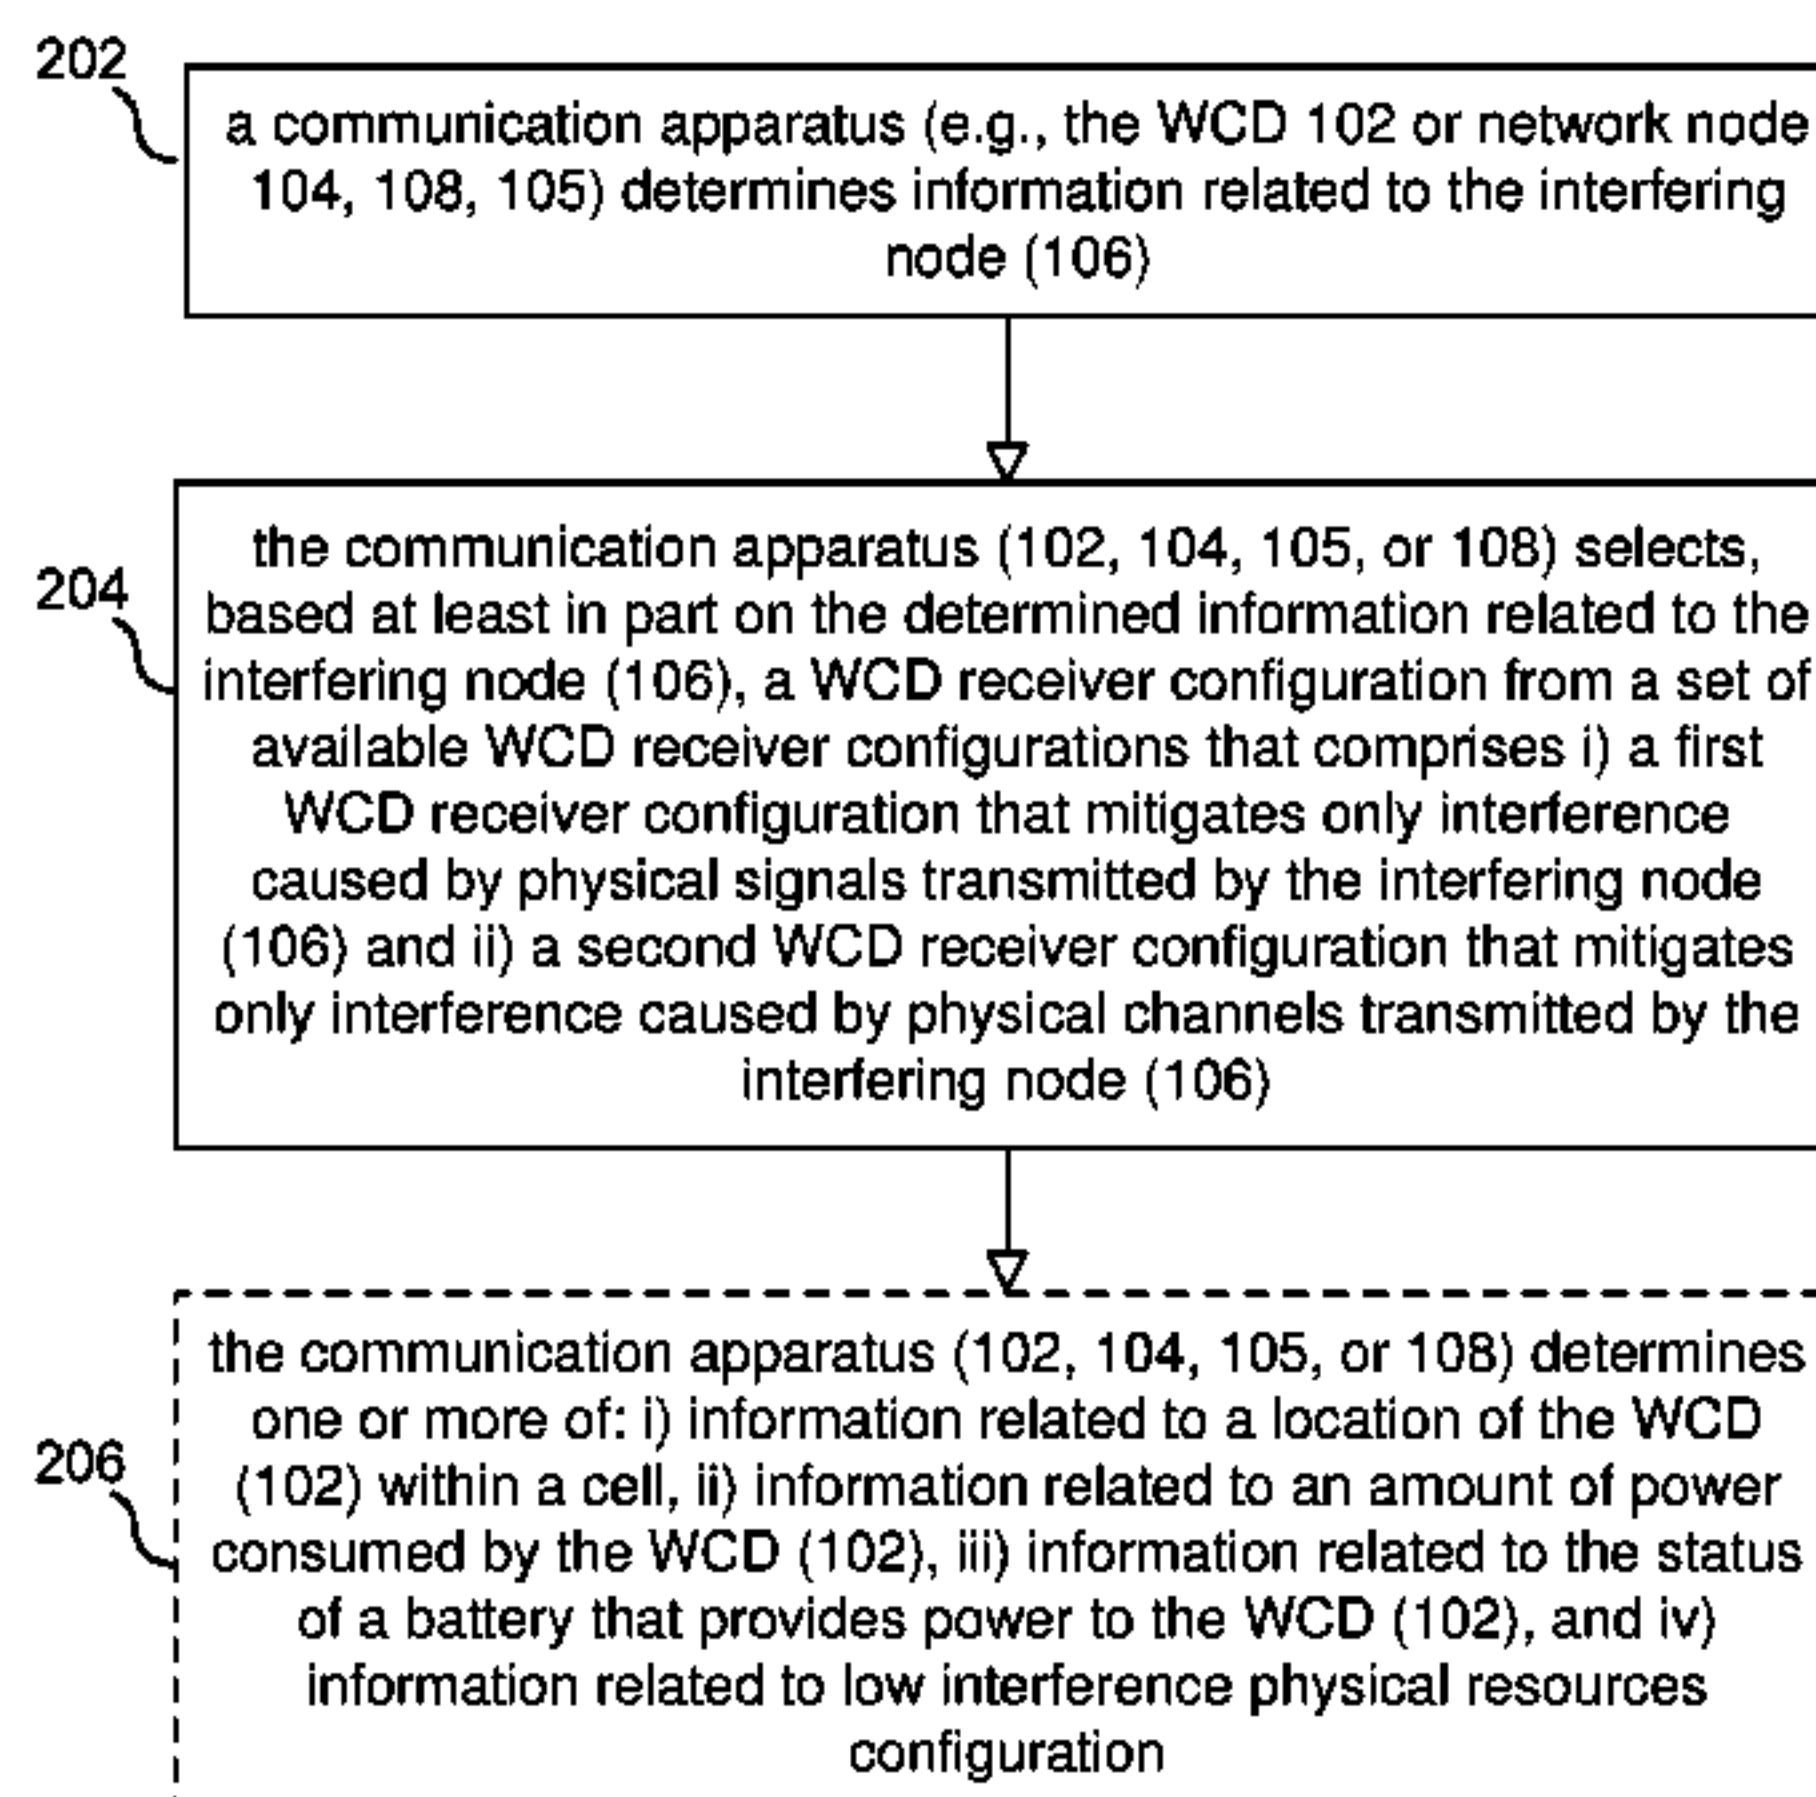 202
a communication apparatus (e.g., the WCD 102 or network node
104, 108, 105) determines information related to the interfering
node (106)
204
the communication apparatus (102, 104, 105, or 108) selects,
based at least in part on the determined information related to the
interfering node (106), a WCD receiver configuration from a set of
available WCD receiver configurations that comprises i) a first
WCD receiver configuration that mitigates only interference
caused by physical signals transmitted by the interfering node
(106) and ii) a second WCD receiver configuration that mitigates
only interference caused by physical channels transmitted by the
interfering node (106)
206
the communication apparatus (102, 104, 105, or 108) determines
one or more of: i) information related to a location of the WCD
(102) within a cell, ii) information related to an amount of power
consumed by the WCD (102), iii) information related to the status
of a battery that provides power to the WCD (102), and iv)
information related to low interference physical resources
configuration